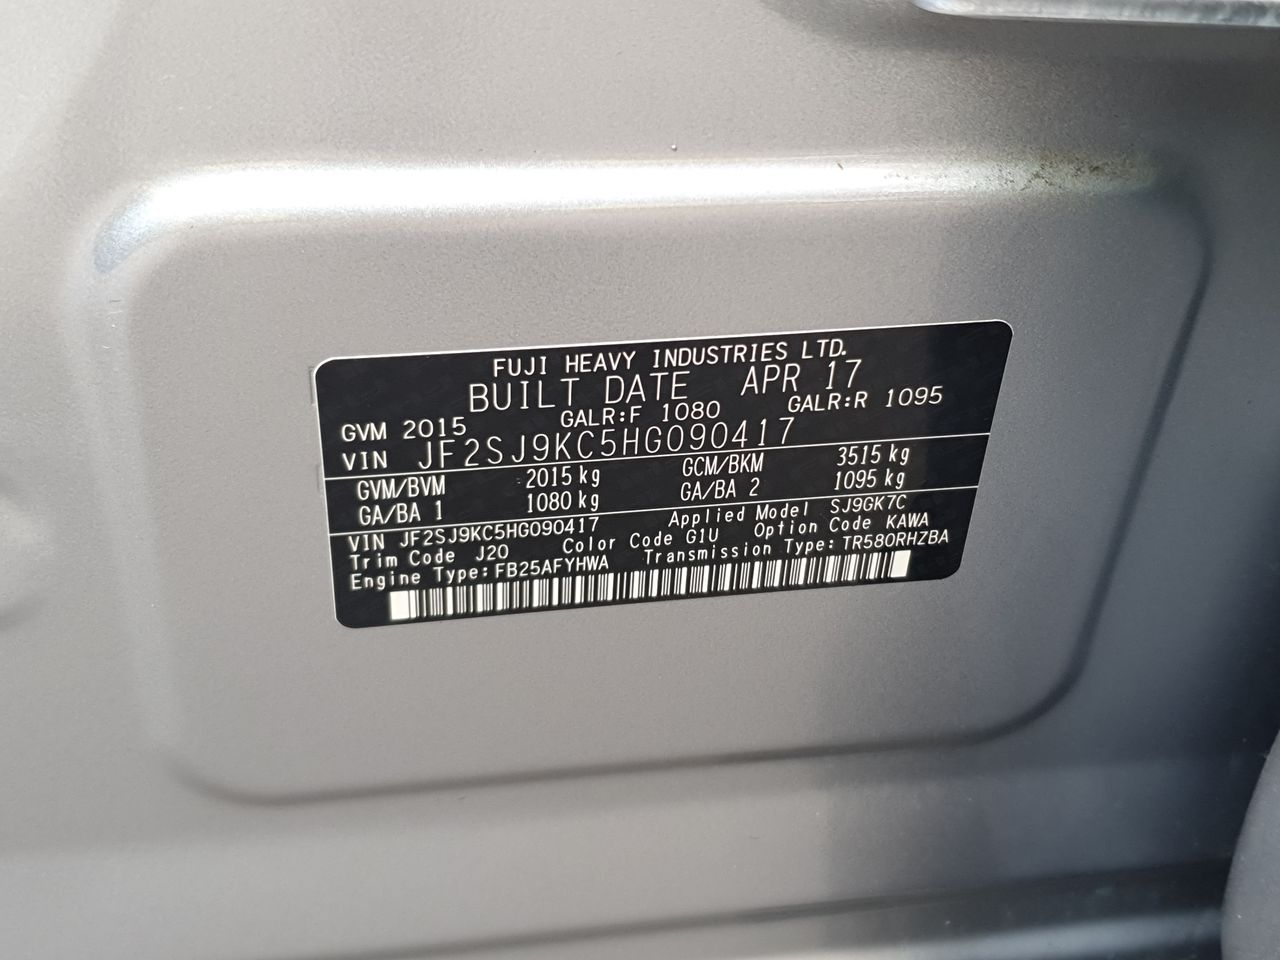 FUJI HEAVY INDUSTRIES LTD.
BUILT DATE APR 17
GVM 2015 GALR:F 1080 GALR:R 1095
VIN JF2SJ9KC5HG090417
GVM/BVM 2015 kg GCM/BKM 3515 kg
GA/BA 1 1080 kg GA/BA 2 1095 kg
VIN JF2SJ9KC5HG090417 Applied Model SJ9GK7C
Trim Code J20 Color Code G1U Option Code KAWA
Engine Type:FB25AFYHWA Transmission Type:TR580RHZBA